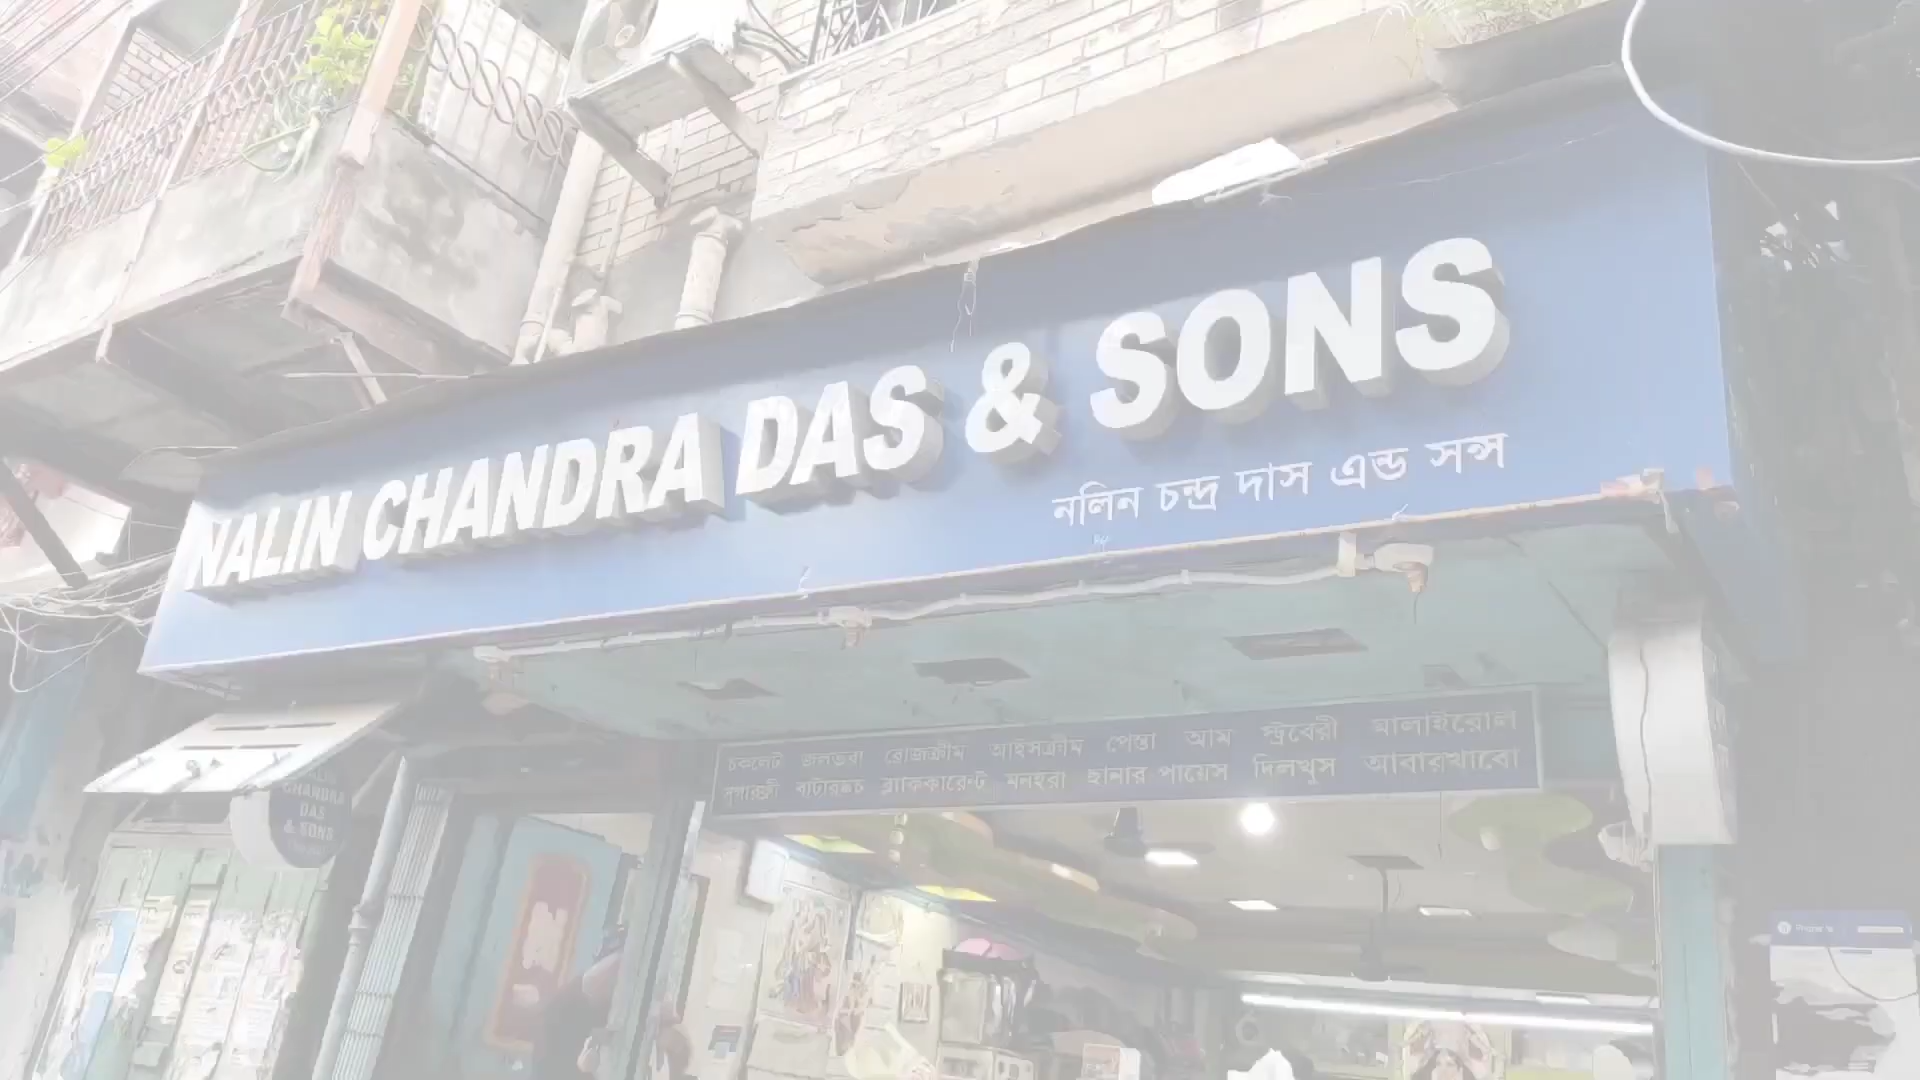 NALIN CHANDRA DAS & SONS
নলিন চন্দ্র দাস এন্ড সন্স
চকলেট জলভরা রোজক্রীম আইসক্রীম পেস্তা আম স্ট্রবেরী মালাইরোল
সুগারফ্রী বাটারস্কচ ব্ল্যাককারেন্ট মনহরা ছানার পায়েস দিলখুস আবারখাবো
CHANDRA
DAS
& SONS